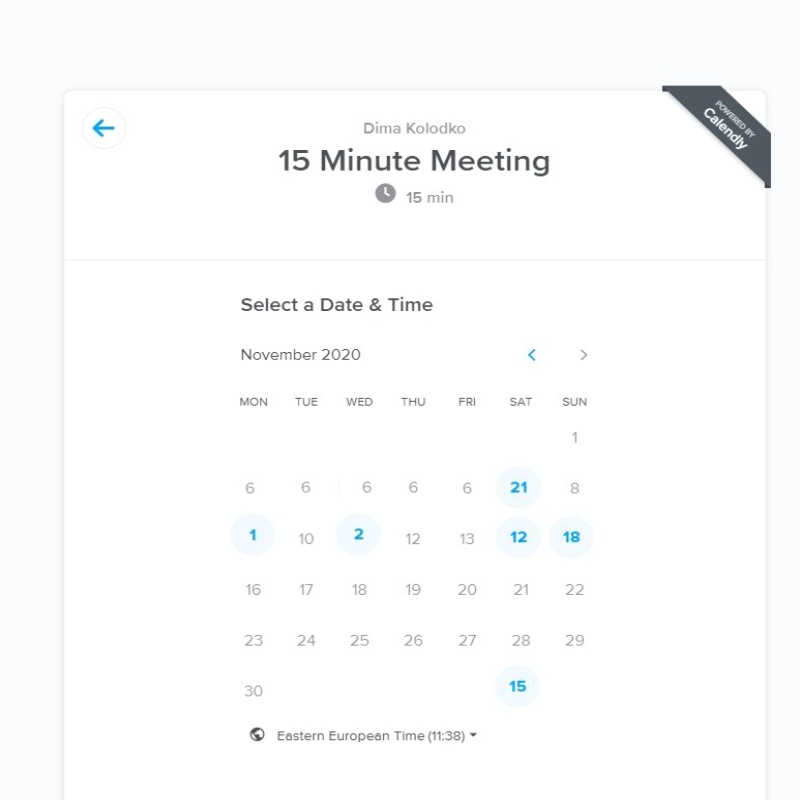 POWERED BY
Calendly
Dima Kolodko
15 Minute Meeting
15 min
Select a Date & Time
November 2020
MON TUE WED THU FRI SAT SUN
1
6 6 6 6 6 21 8
1 10 2 12 13 12 18
16 17 18 19 20 21 22
23 24 25 26 27 28 29
30 15
Eastern European Time (11:38)